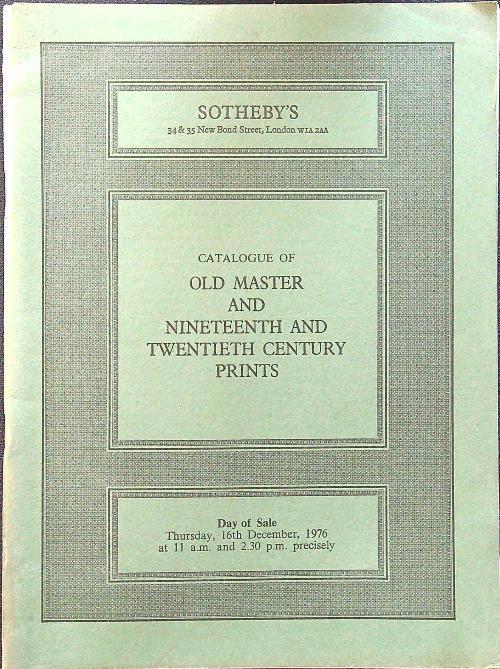 SOTHEBY'S
34 & 35 New Bond Street, London W1A 2AA
CATALOGUE OF
OLD MASTER
AND
NINETEENTH AND
TWENTIETH CENTURY
PRINTS
Day of Sale
Thursday, 16th December, 1976
at 11 a.m. and 2.30 p.m. precisely